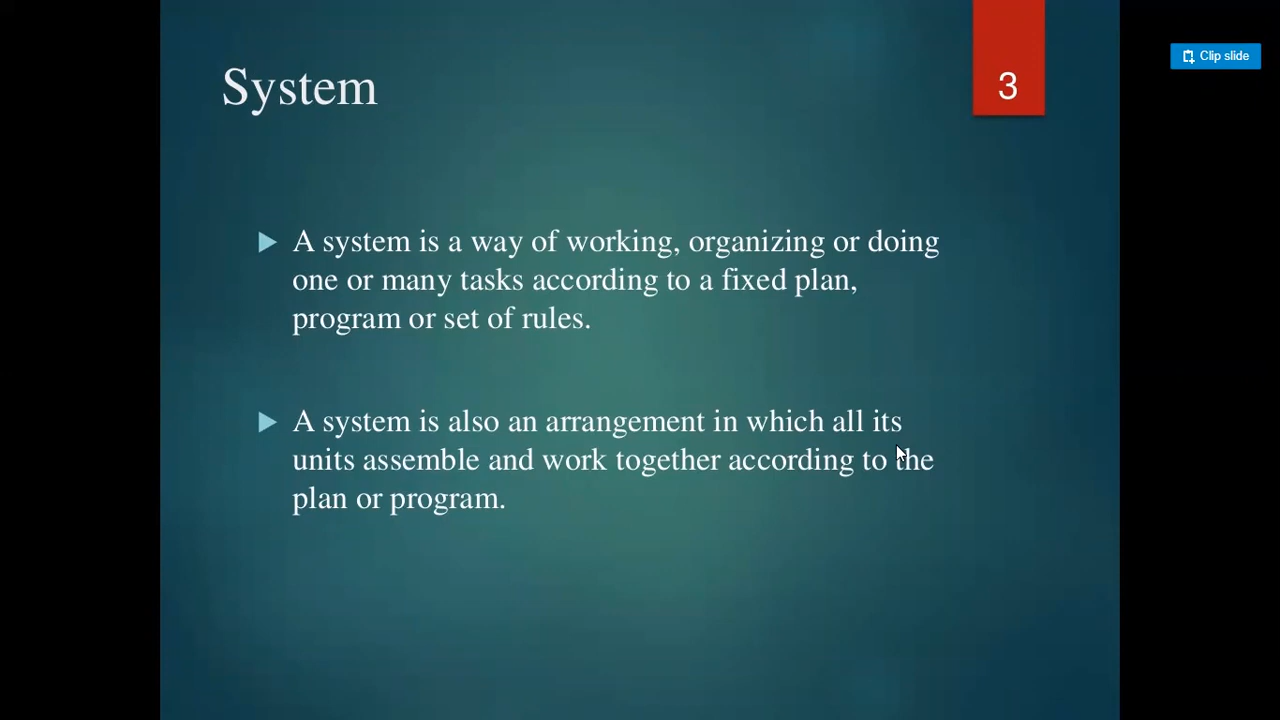 System
3
Clip slide
A system is a way of working, organizing or doing
one or many tasks according to a fixed plan,
program or set of rules.
A system is also an arrangement in which all its
units assemble and work together according to the
plan or program.